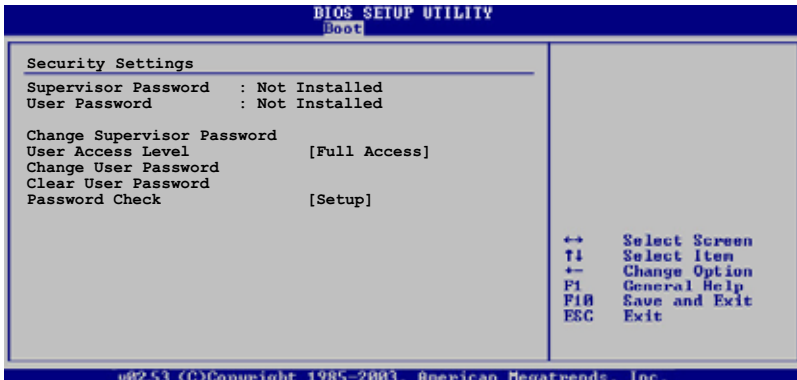 BIOS SETUP UTILITY
Boot
Security Settings
Supervisor Password : Not Installed
User Password : Not Installed
Change Supervisor Password
User Access Level [Full Access]
Change User Password
Clear User Password
Password Check [Setup]
↔ Select Screen
↑↓ Select Item
+- Change Option
F1 General Help
F10 Save and Exit
ESC Exit
v02.53 (C)Copyright 1985-2003, American Megatrends, Inc.